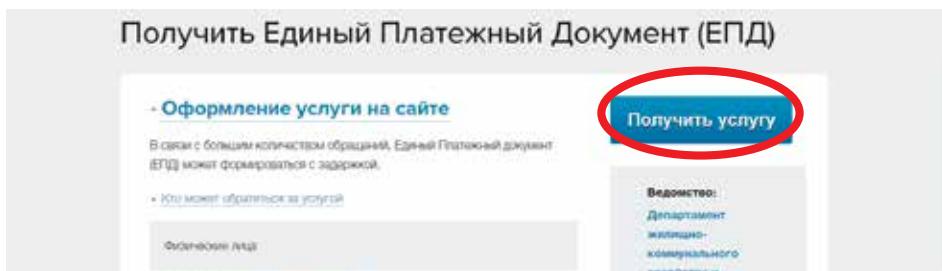 Получить Единый Платежный Документ (ЕПД)
- Оформление услуги на сайте
Получить услугу
В связи с большим количеством обращений, Единый Платежный документ
(ЕПД) может формироваться с задержкой.
Кто может обратиться за услугой
Физические лица
Ведомство:
Департамент
жилищно-
коммунального